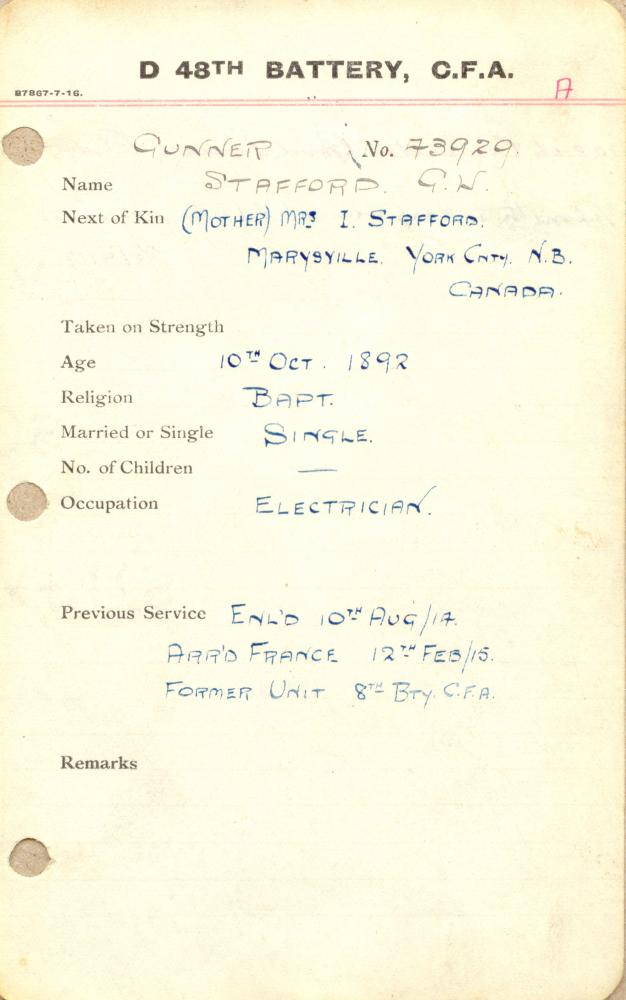 D 48TH BATTERY, C.F.A.
B7867-7-16.
A
GUNNER No. 73929.
Name STAFFORD. G.W.
Next of Kin (MOTHER) MRS I. STAFFORD.
MARYSVILLE. YORK CNTY. N.B.
CANADA.
Taken on Strength
Age 10TH OCT. 1892
Religion BAPT.
Married or Single SINGLE.
No. of Children —
Occupation ELECTRICIAN.
Previous Service ENL'D 10TH AUG/14.
ARR'D FRANCE 12TH FEB/15.
FORMER UNIT 8TH BTY. C.F.A.
Remarks